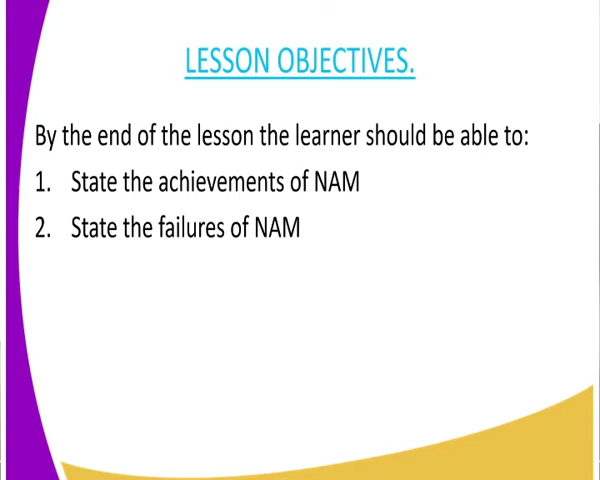 LESSON OBJECTIVES.
By the end of the lesson the learner should be able to:
1. State the achievements of NAM
2. State the failures of NAM